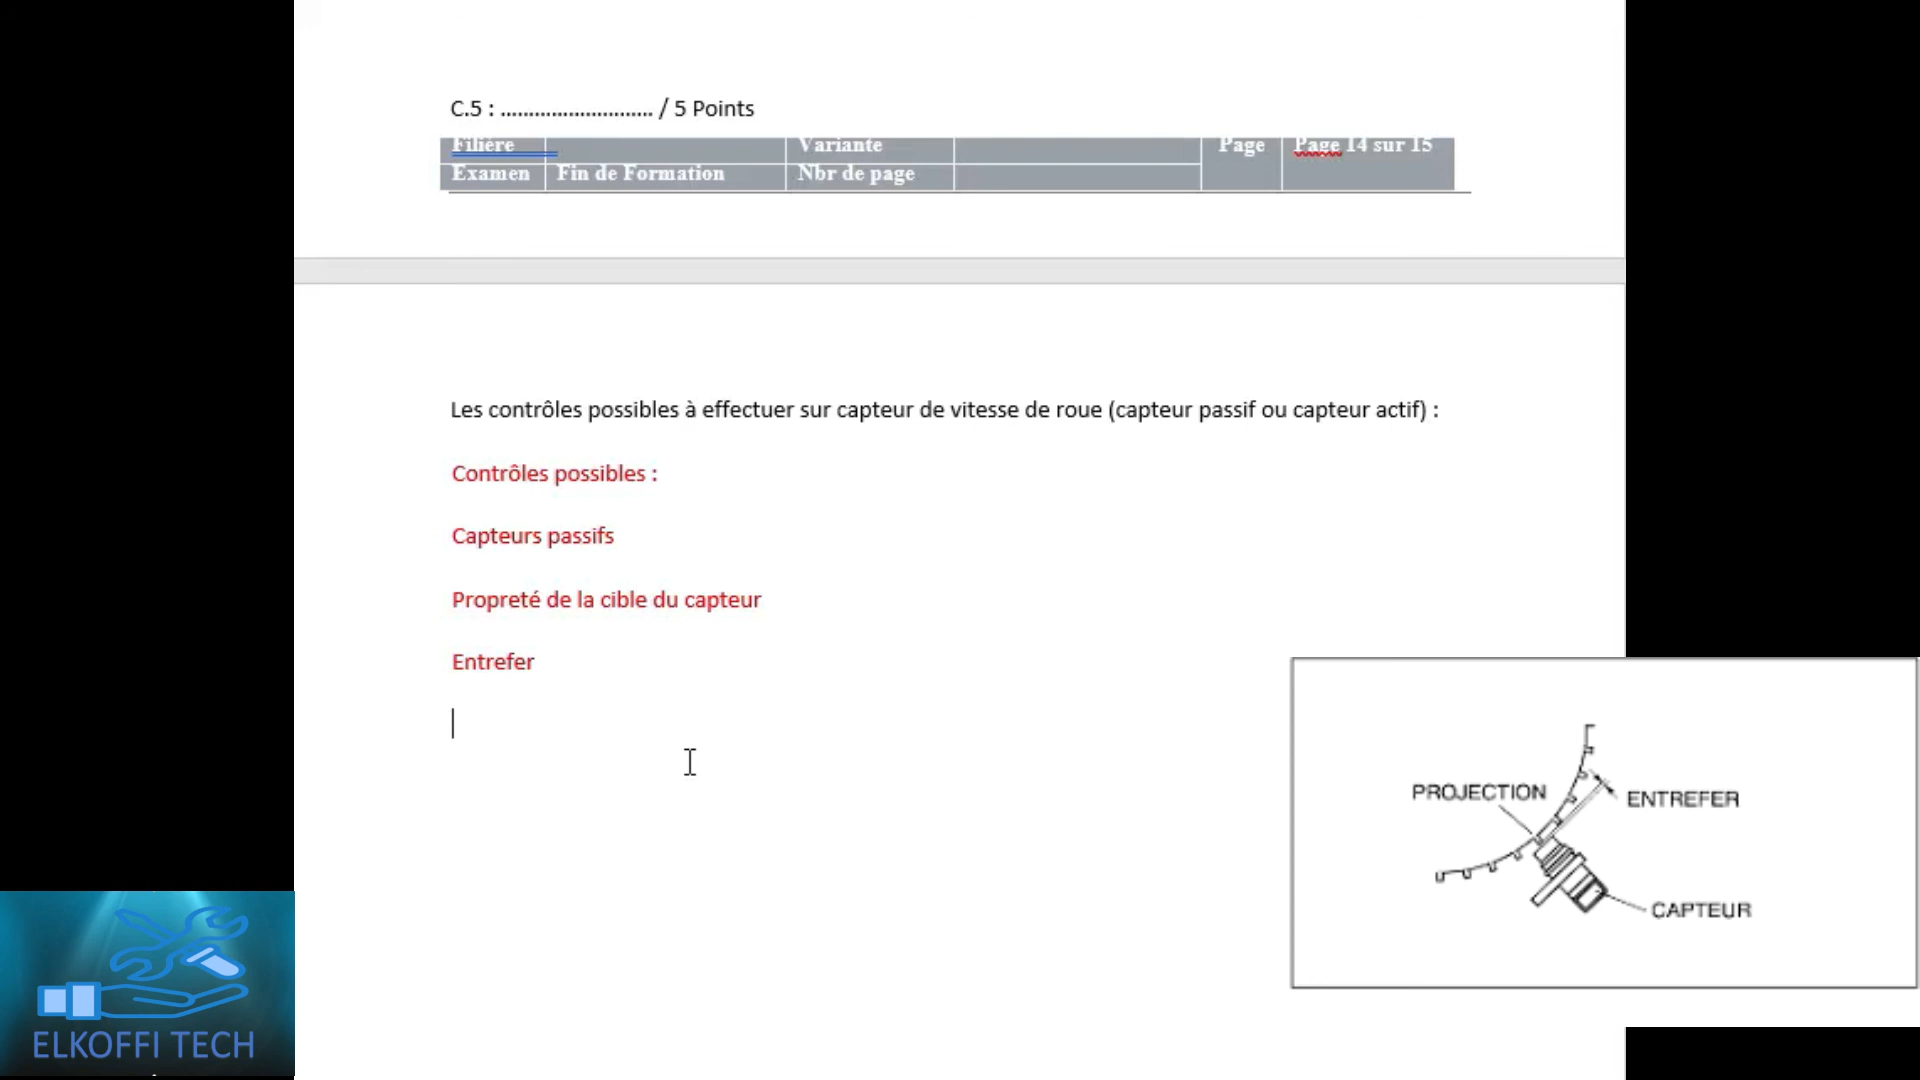 C.5 : ........................... / 5 Points
Filière Variante Page Page 14 sur 15
Examen Fin de Formation Nbr de page
Les contrôles possibles à effectuer sur capteur de vitesse de roue (capteur passif ou capteur actif) :
Contrôles possibles :
Capteurs passifs
Propreté de la cible du capteur
Entrefer
PROJECTION
ENTREFER
CAPTEUR
ELKOFFI TECH